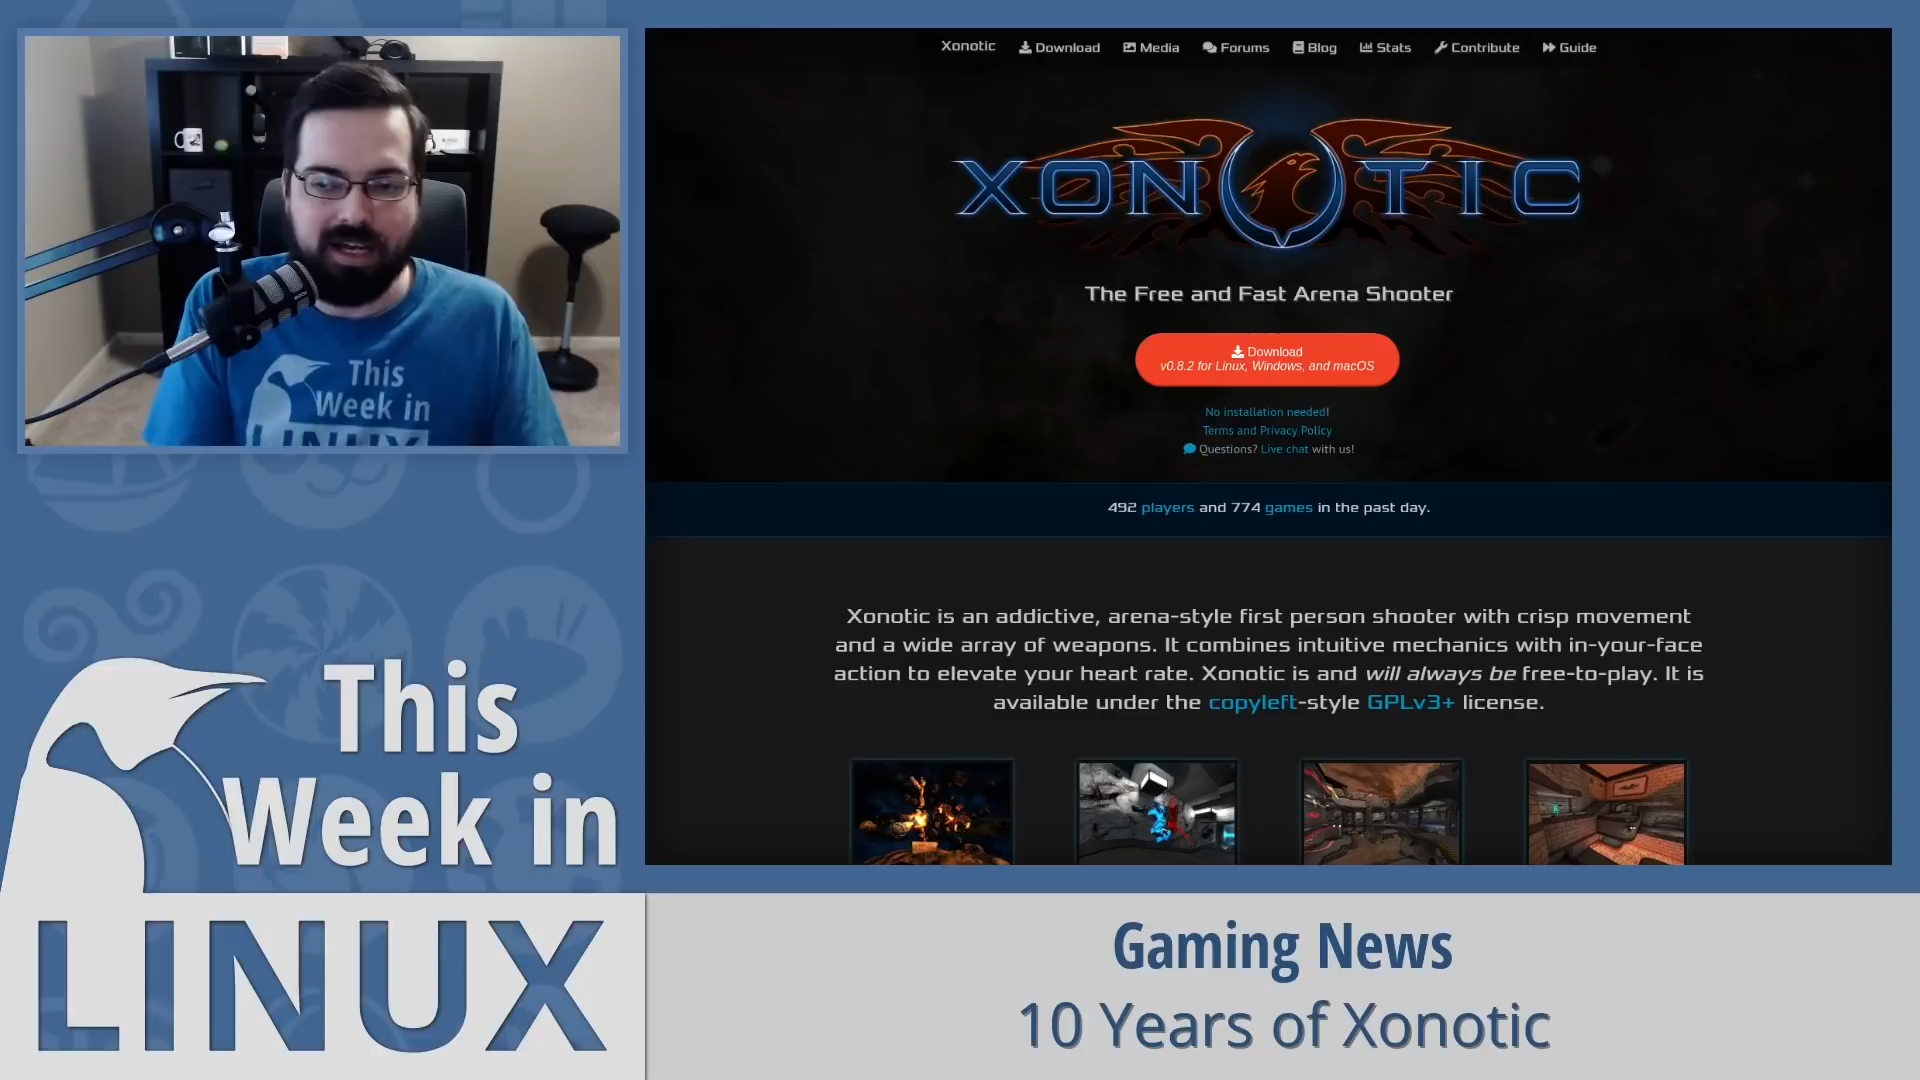 This
Week in
LINUX
Xonotic
Download
Media
Forums
Blog
Stats
Contribute
Guide
XONOTIC
The Free and Fast Arena Shooter
Download
v0.8.2 for Linux, Windows, and macOS
No installation needed!
Terms and Privacy Policy
Questions? Live chat with us!
492 players and 774 games in the past day.
Xonotic is an addictive, arena-style first person shooter with crisp movement
and a wide array of weapons. It combines intuitive mechanics with in-your-face
action to elevate your heart rate. Xonotic is and will always be free-to-play. It is
available under the copyleft-style GPLv3+ license.
This
Week in
LINUX
Gaming News
10 Years of Xonotic